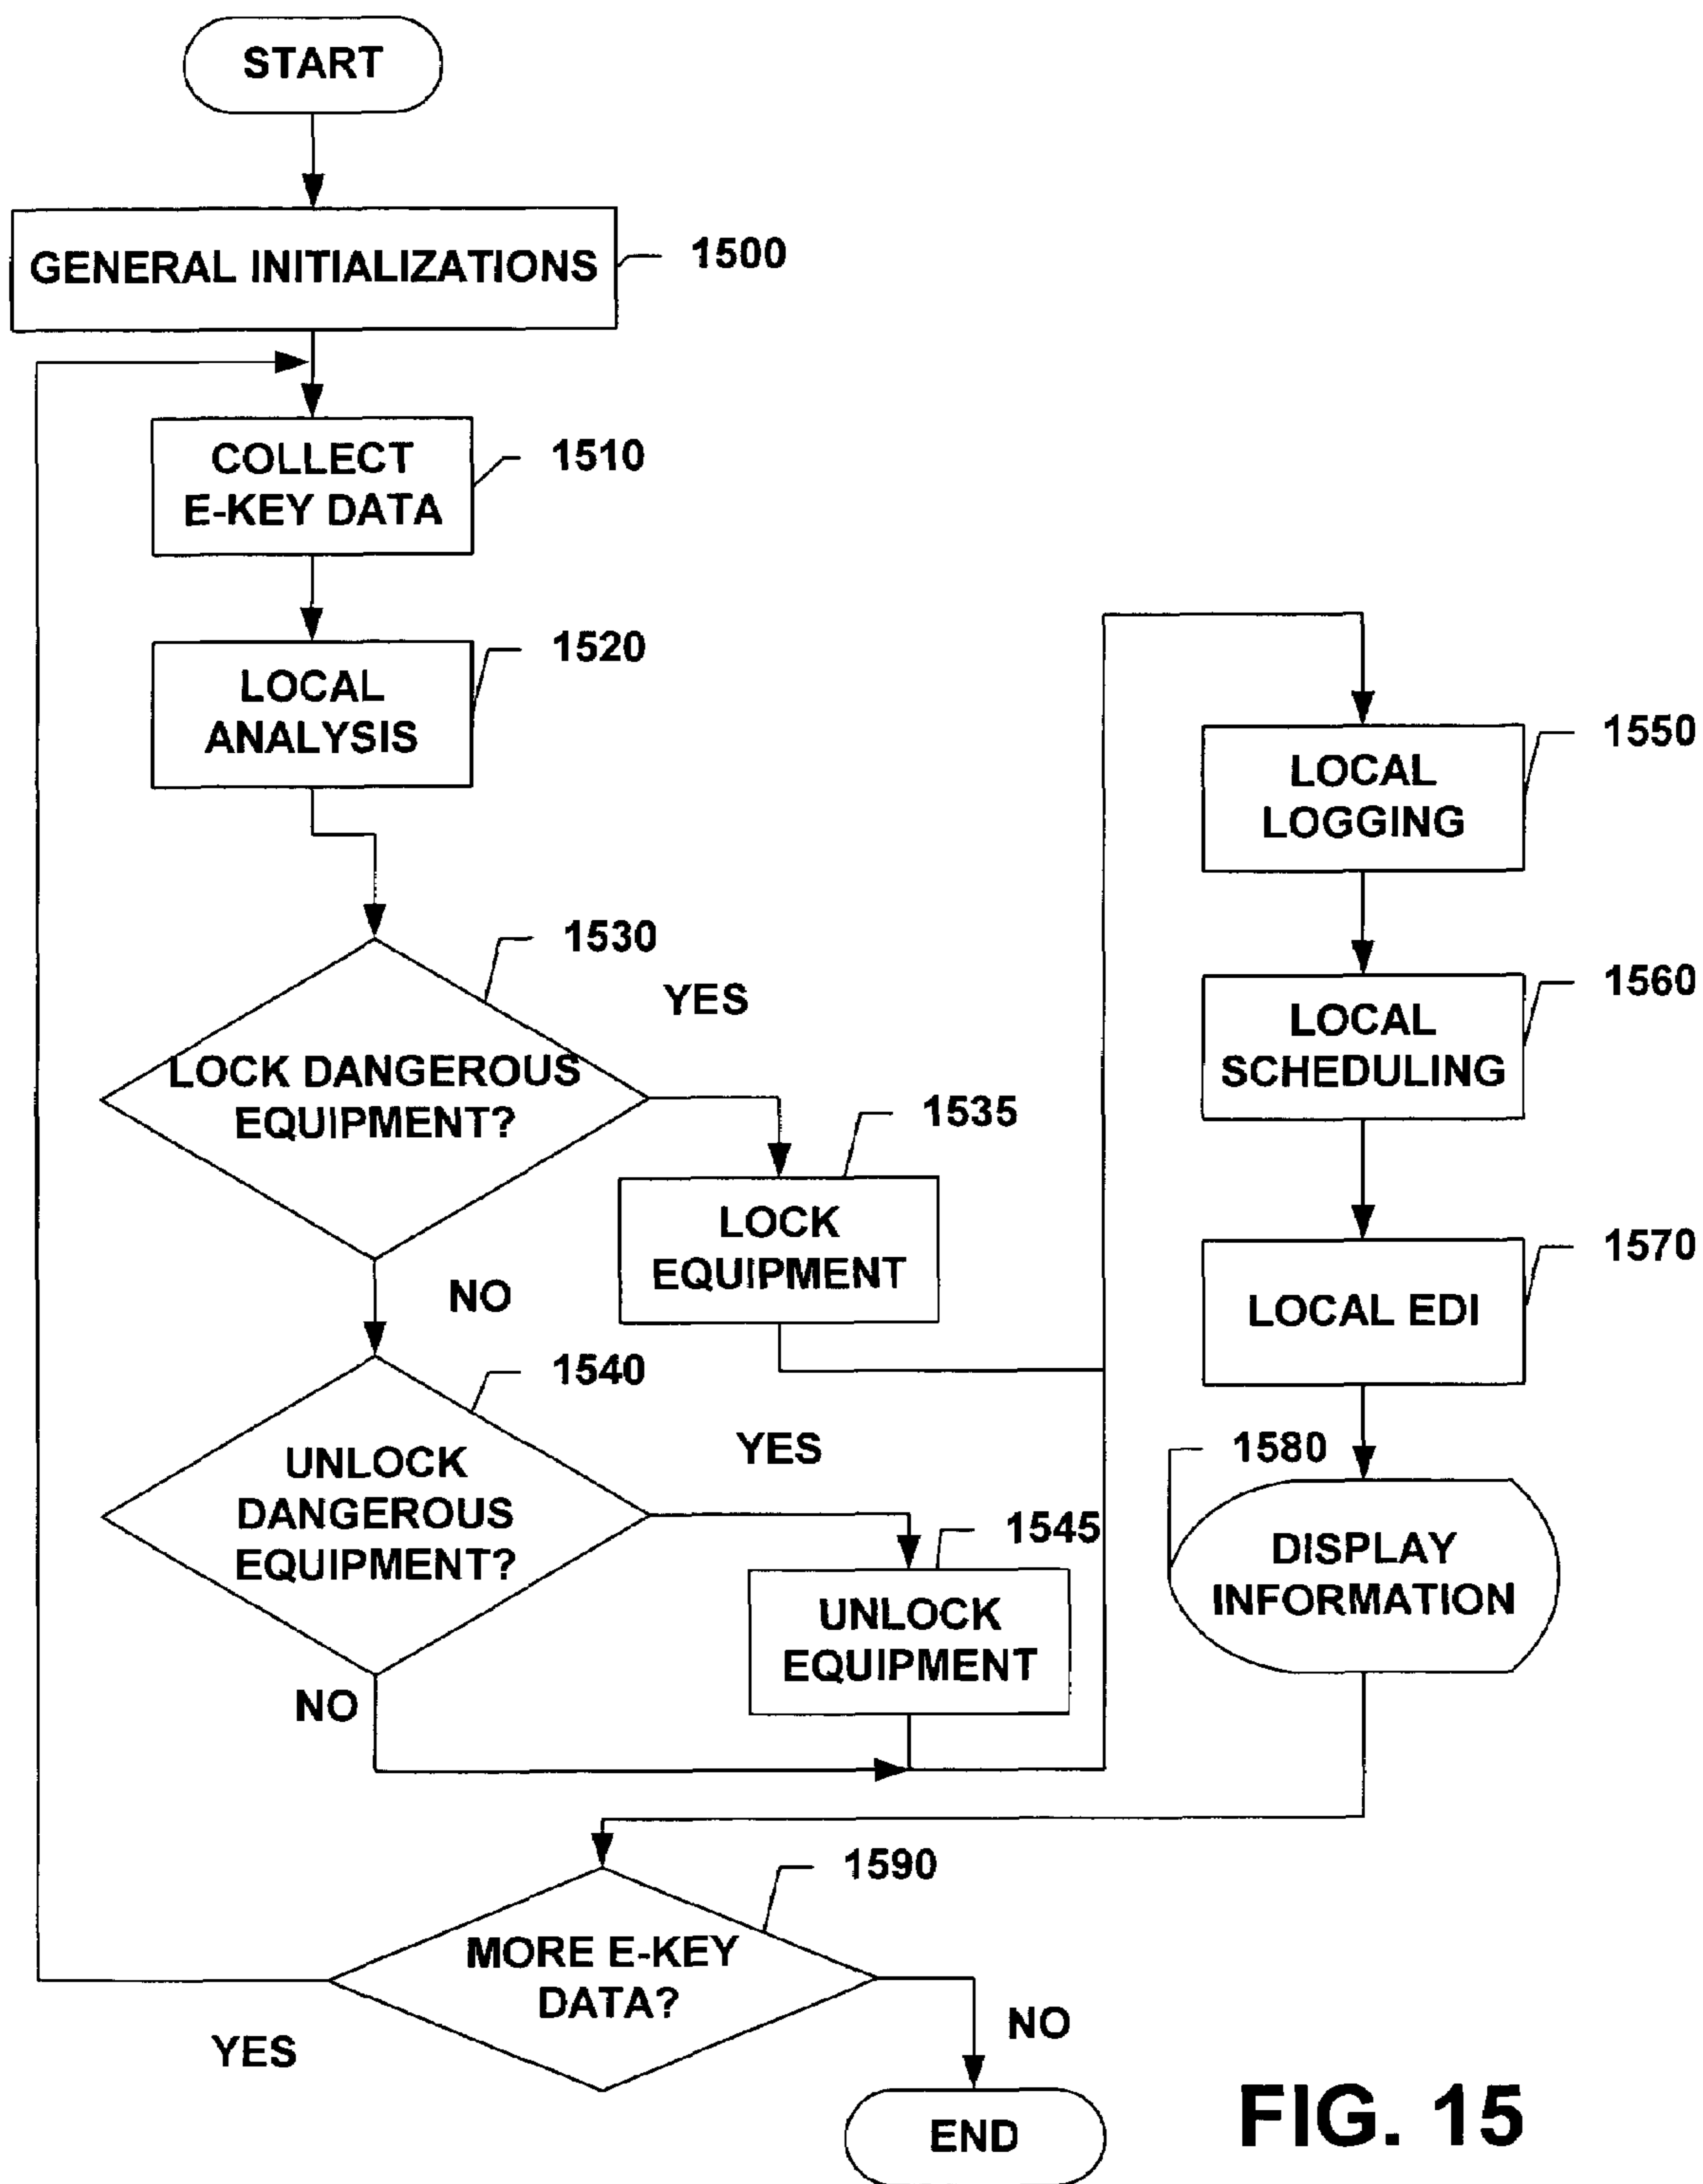 START
GENERAL INITIALIZATIONS
1500
COLLECT
E-KEY DATA
1510
LOCAL
ANALYSIS
1520
1530
YES
LOCK DANGEROUS
EQUIPMENT?
1535
LOCK
EQUIPMENT
NO
1540
YES
UNLOCK
DANGEROUS
EQUIPMENT?
1545
UNLOCK
EQUIPMENT
NO
1550
LOCAL
LOGGING
1560
LOCAL
SCHEDULING
1570
LOCAL EDI
1580
DISPLAY
INFORMATION
1590
MORE E-KEY
DATA?
YES
NO
END
FIG. 15